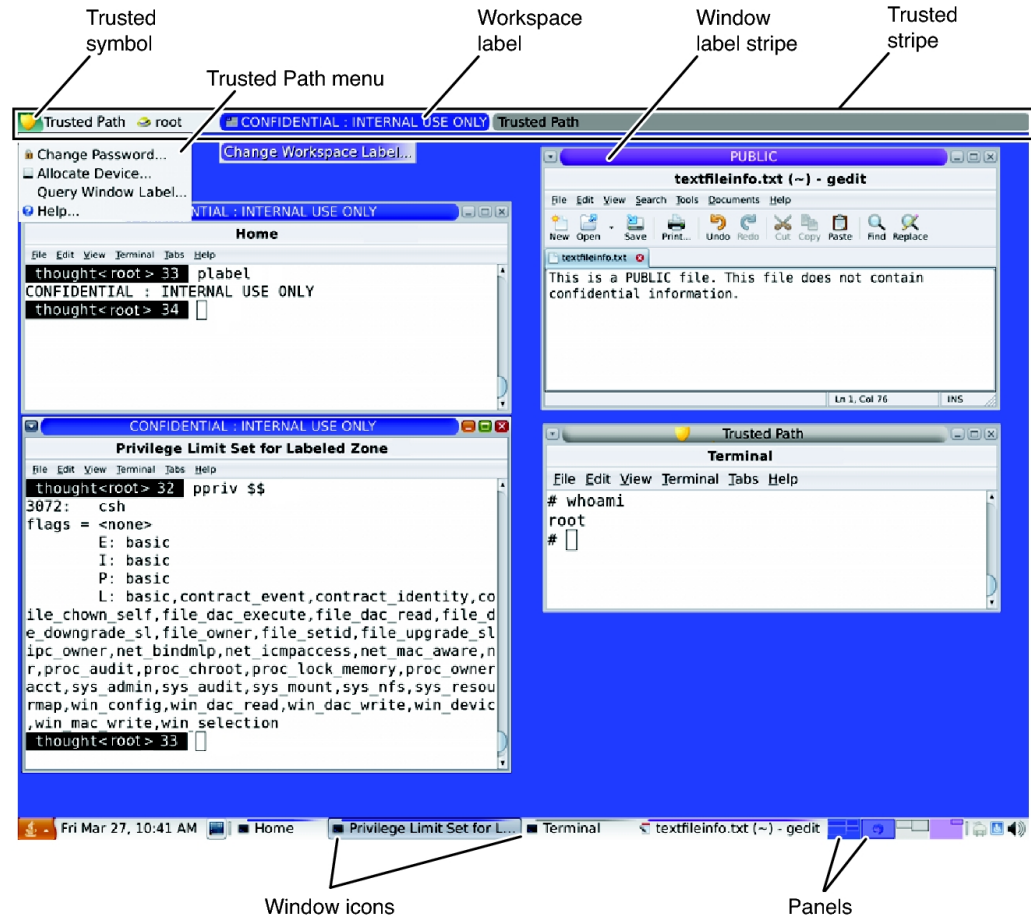 Trusted symbol
Workspace label
Window label stripe
Trusted stripe
Trusted Path menu
Trusted Path root CONFIDENTIAL : INTERNAL USE ONLY Trusted Path
Change Workspace Label...
Change Password...
Allocate Device...
Query Window Label...
Help...
NTIAL : INTERNAL USE ONLY
Home
File Edit View Terminal Tabs Help
thought<root> 33 plabel
CONFIDENTIAL : INTERNAL USE ONLY
thought<root> 34
PUBLIC
textfileinfo.txt (~) - gedit
File Edit View Search Tools Documents Help
New Open Save Print... Undo Redo Cut Copy Paste Find Replace
textfileinfo.txt
This is a PUBLIC file. This file does not contain
confidential information.
Ln 1, Col 76 INS
CONFIDENTIAL : INTERNAL USE ONLY
Privilege Limit Set for Labeled Zone
File Edit View Terminal Tabs Help
thought<root> 32 ppriv $$
3072: csh
flags = <none>
E: basic
I: basic
P: basic
L: basic,contract_event,contract_identity,co
ile_chown_self,file_dac_execute,file_dac_read,file_d
e_downgrade_sl,file_owner,file_setid,file_upgrade_sl
ipc_owner,net_bindmlp,net_icmpaccess,net_mac_aware,n
r,proc_audit,proc_chroot,proc_lock_memory,proc_owner
acct,sys_admin,sys_audit,sys_mount,sys_nfs,sys_resou
rmap,win_config,win_dac_read,win_dac_write,win_devic
,win_mac_write,win_selection
thought<root> 33
Trusted Path
Terminal
File Edit View Terminal Tabs Help
# whoami
root
#
Fri Mar 27, 10:41 AM Home Privilege Limit Set for L... Terminal textfileinfo.txt (~) - gedit
Window icons
Panels